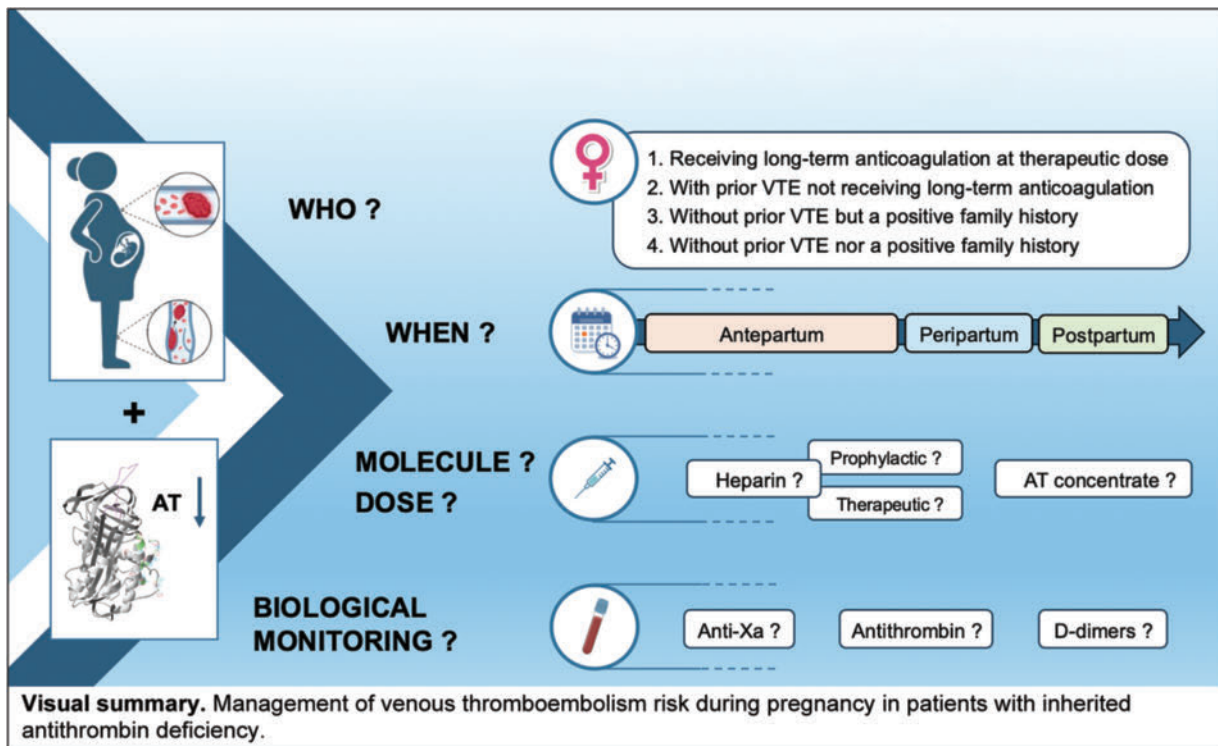 WHO ?
1. Receiving long-term anticoagulation at therapeutic dose
2. With prior VTE not receiving long-term anticoagulation
3. Without prior VTE but a positive family history
4. Without prior VTE nor a positive family history
WHEN ?
Antepartum
Peripartum
Postpartum
+
AT
MOLECULE ?
DOSE ?
Heparin ?
Prophylactic ?
Therapeutic ?
AT concentrate ?
BIOLOGICAL
MONITORING ?
Anti-Xa ?
Antithrombin ?
D-dimers ?
Visual summary. Management of venous thromboembolism risk during pregnancy in patients with inherited
antithrombin deficiency.